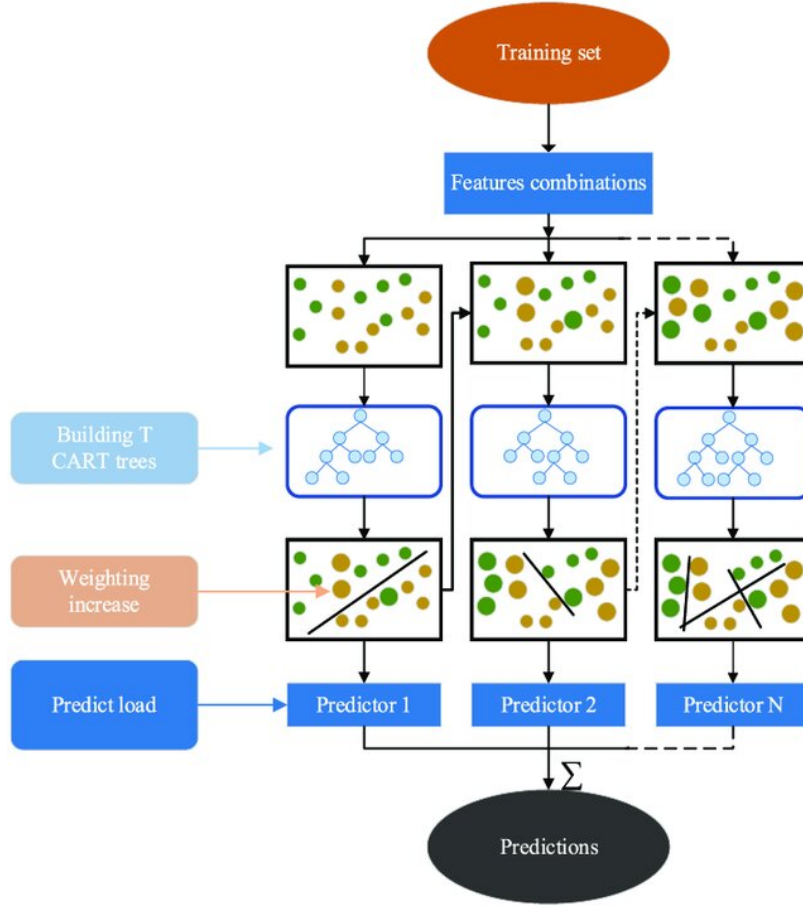 Training set
Features combinations
Building T
CART trees
Weighting
increase
Predict load
Predictor 1
Predictor 2
Predictor N
Σ
Predictions